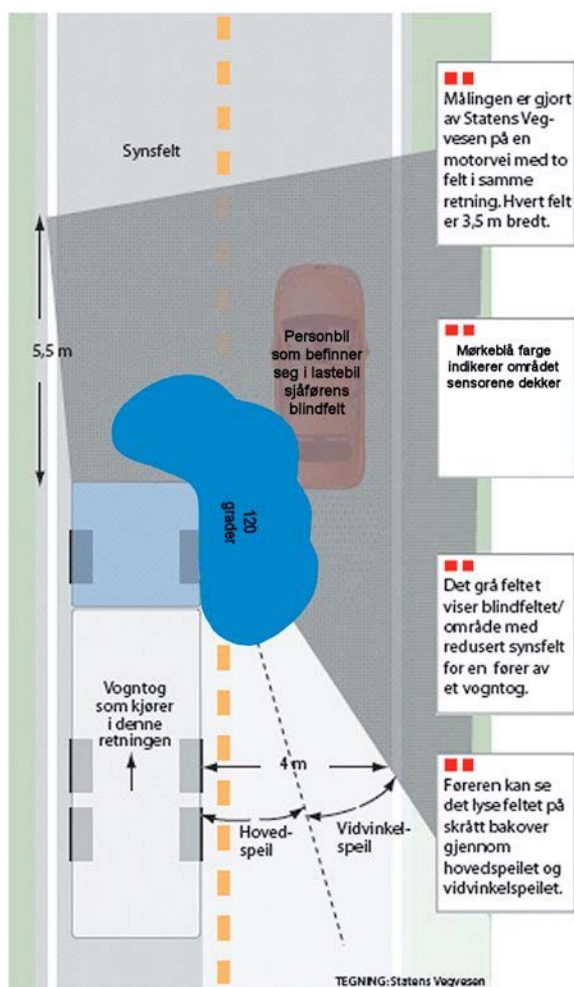 Synsfelt
5,5 m
Personbil
som befinner
seg i lastebil
sjåførens
blindfelt
120
grader
Vogntog
som kjører
i denne
retningen
4 m
Hoved-
speil
Vidvinkel-
speil
Målingen er gjort
av Statens Veg-
vesen på en
motorvei med to
felt i samme
retning. Hvert felt
er 3,5 m bredt.
Mørkeblå farge
indikerer området
sensorene dekker
Det grå feltet
viser blindfeltet/
område med
redusert synsfelt
for en fører av
et vogntog.
Føreren kan se
det lyse feltet på
skrått bakover
gjennom
hovedspeilet og
vidvinkelspeilet.
TEGNING: Statens Vegvesen